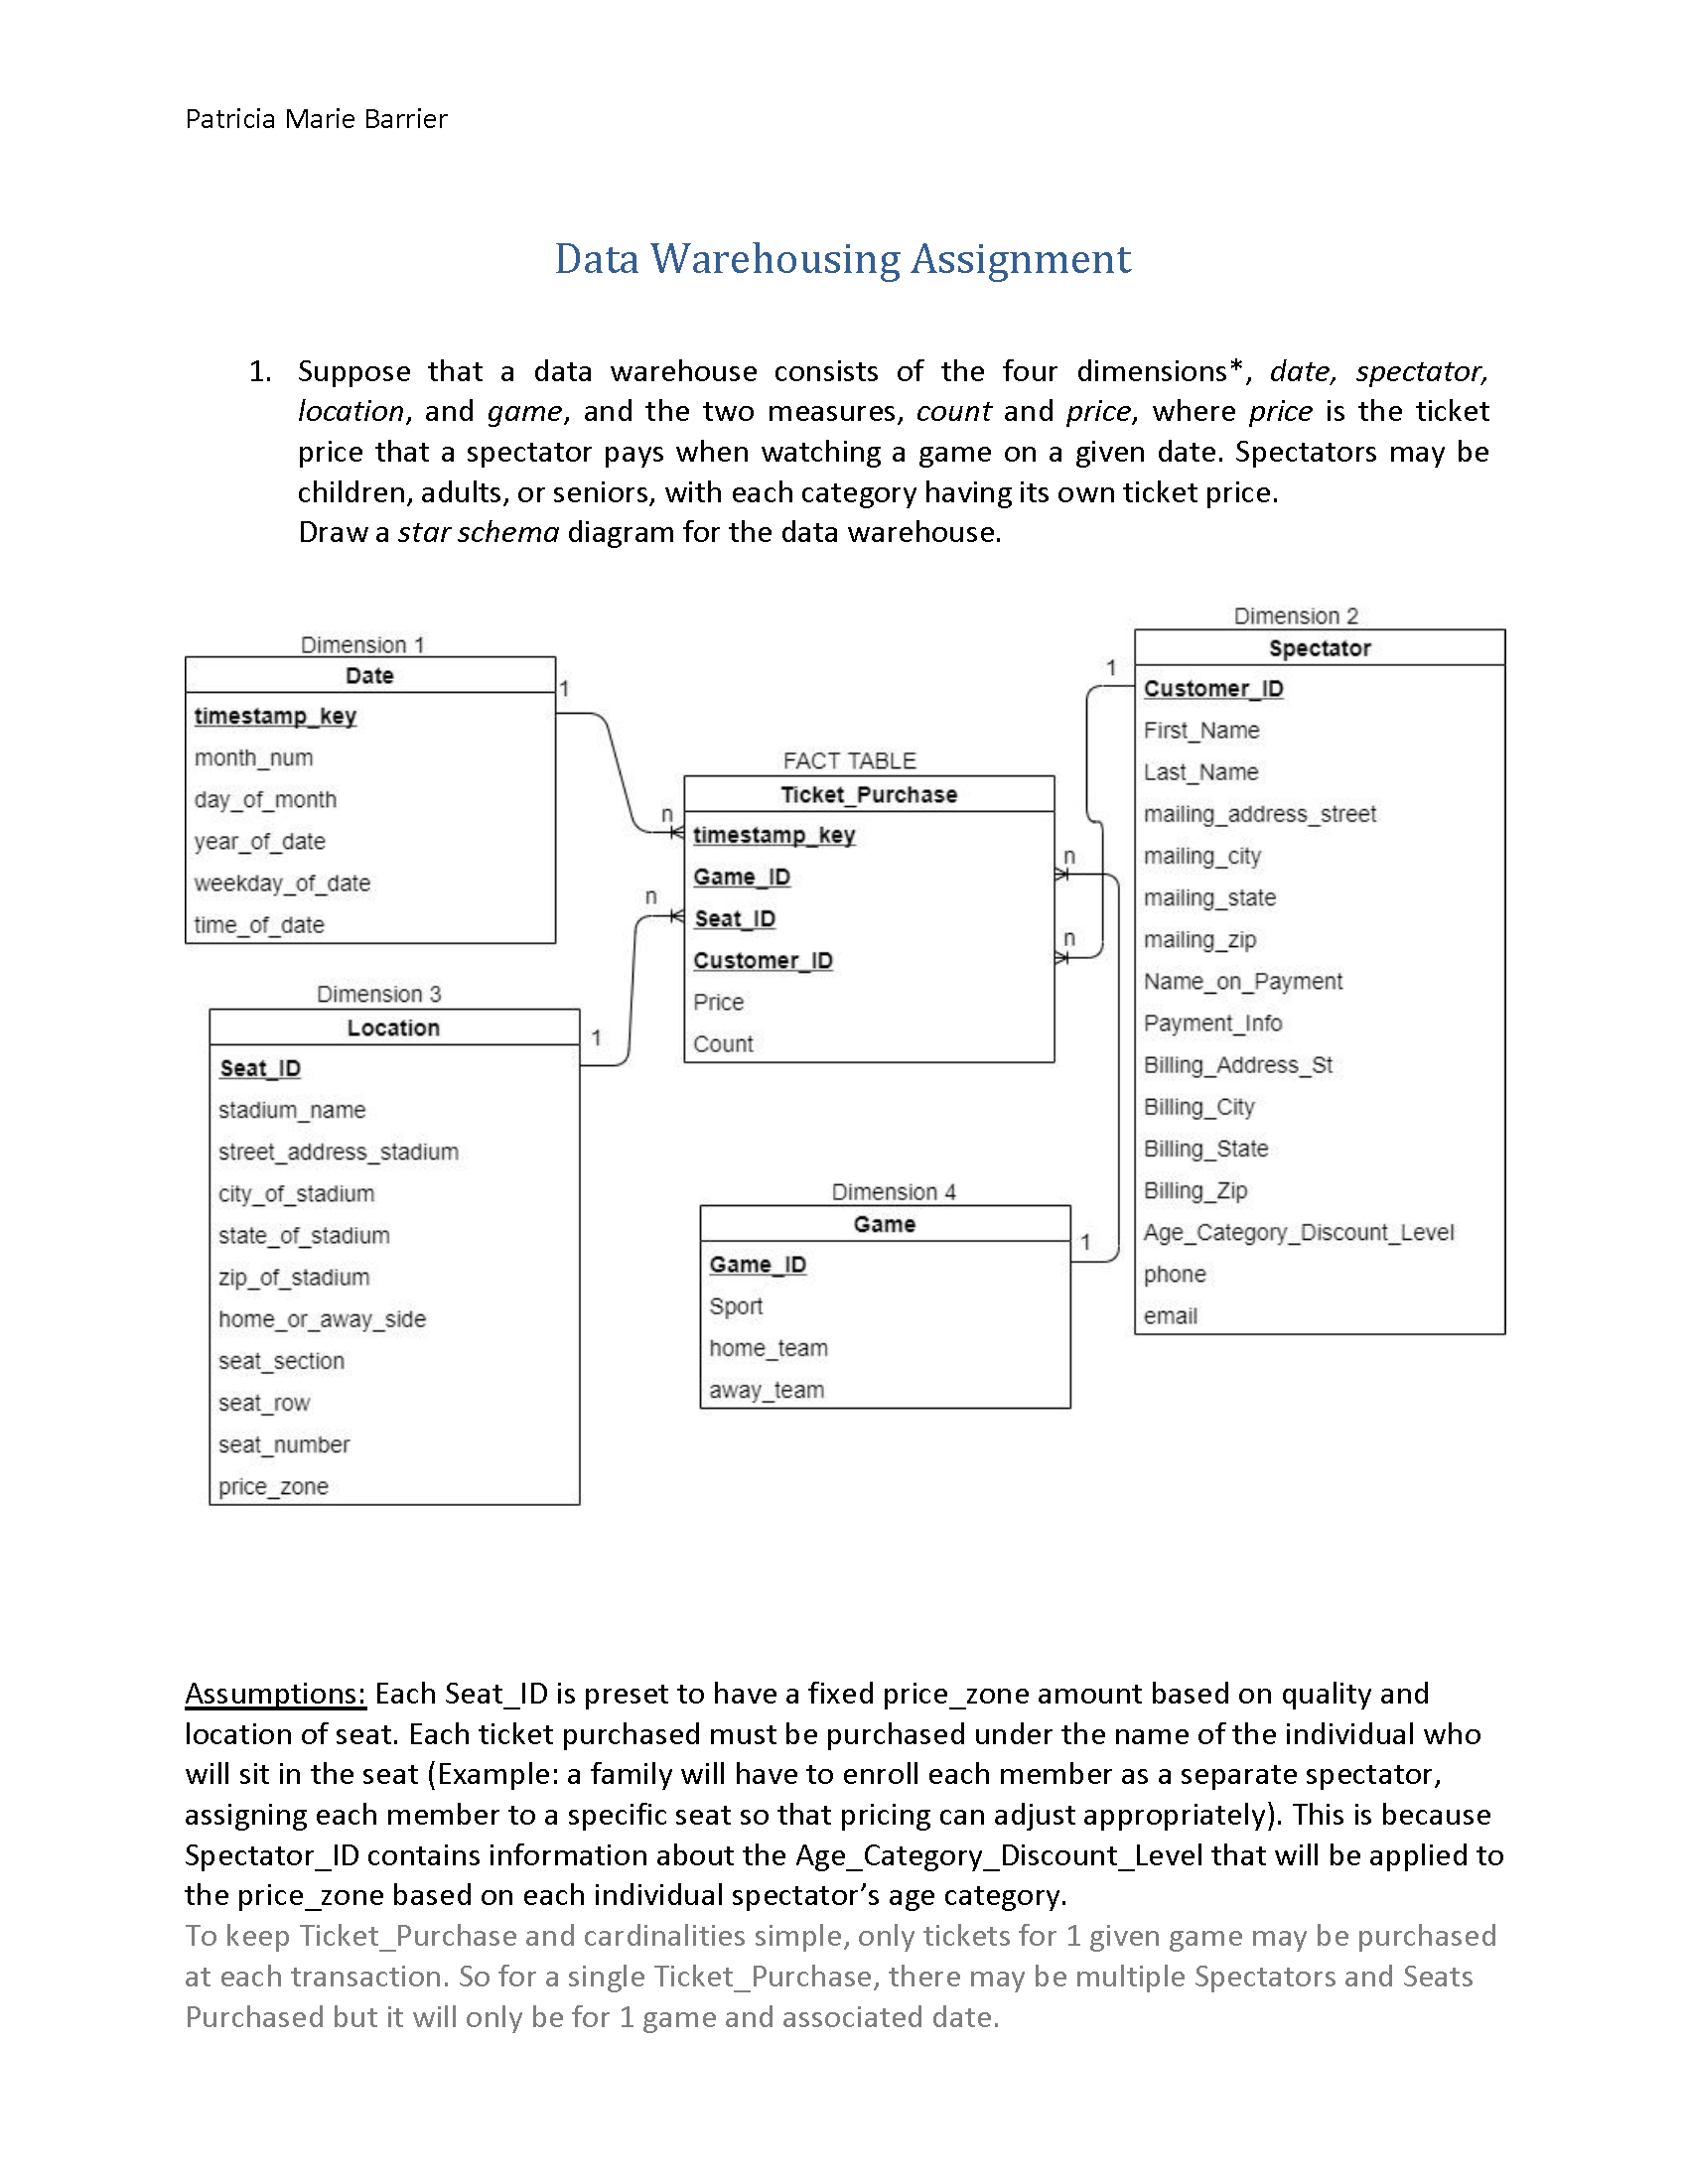 Patricia Marie Barrier
Data Warehousing Assignment
1. Suppose that a data warehouse consists of the four dimensions*, date, spectator,
location, and game, and the two measures, count and price, where price is the ticket
price that a spectator pays when watching a game on a given date. Spectators may be
children, adults, or seniors, with each category having its own ticket price.
Draw a star schema diagram for the data warehouse.
Dimension 1
Date
1
timestamp_key
month_num
day_of_month
year_of_date
weekday_of_date
time_of_date
Dimension 3
Location
1
Seat_ID
stadium_name
street_address_stadium
city_of_stadium
state_of_stadium
zip_of_stadium
home_or_away_side
seat_section
seat_row
seat_number
price_zone
FACT TABLE
Ticket_Purchase
n
timestamp_key
n
Game_ID
n
Seat_ID
n
Customer_ID
Price
Count
Dimension 4
Game
1
Game_ID
Sport
home_team
away_team
Dimension 2
Spectator
1
Customer_ID
First_Name
Last_Name
mailing_address_street
mailing_city
mailing_state
mailing_zip
Name_on_Payment
Payment_Info
Billing_Address_St
Billing_City
Billing_State
Billing_Zip
Age_Category_Discount_Level
phone
email
Assumptions: Each Seat_ID is preset to have a fixed price_zone amount based on quality and
location of seat. Each ticket purchased must be purchased under the name of the individual who
will sit in the seat (Example: a family will have to enroll each member as a separate spectator,
assigning each member to a specific seat so that pricing can adjust appropriately). This is because
Spectator_ID contains information about the Age_Category_Discount_Level that will be applied to
the price_zone based on each individual spectator’s age category.
To keep Ticket_Purchase and cardinalities simple, only tickets for 1 given game may be purchased
at each transaction. So for a single Ticket_Purchase, there may be multiple Spectators and Seats
Purchased but it will only be for 1 game and associated date.